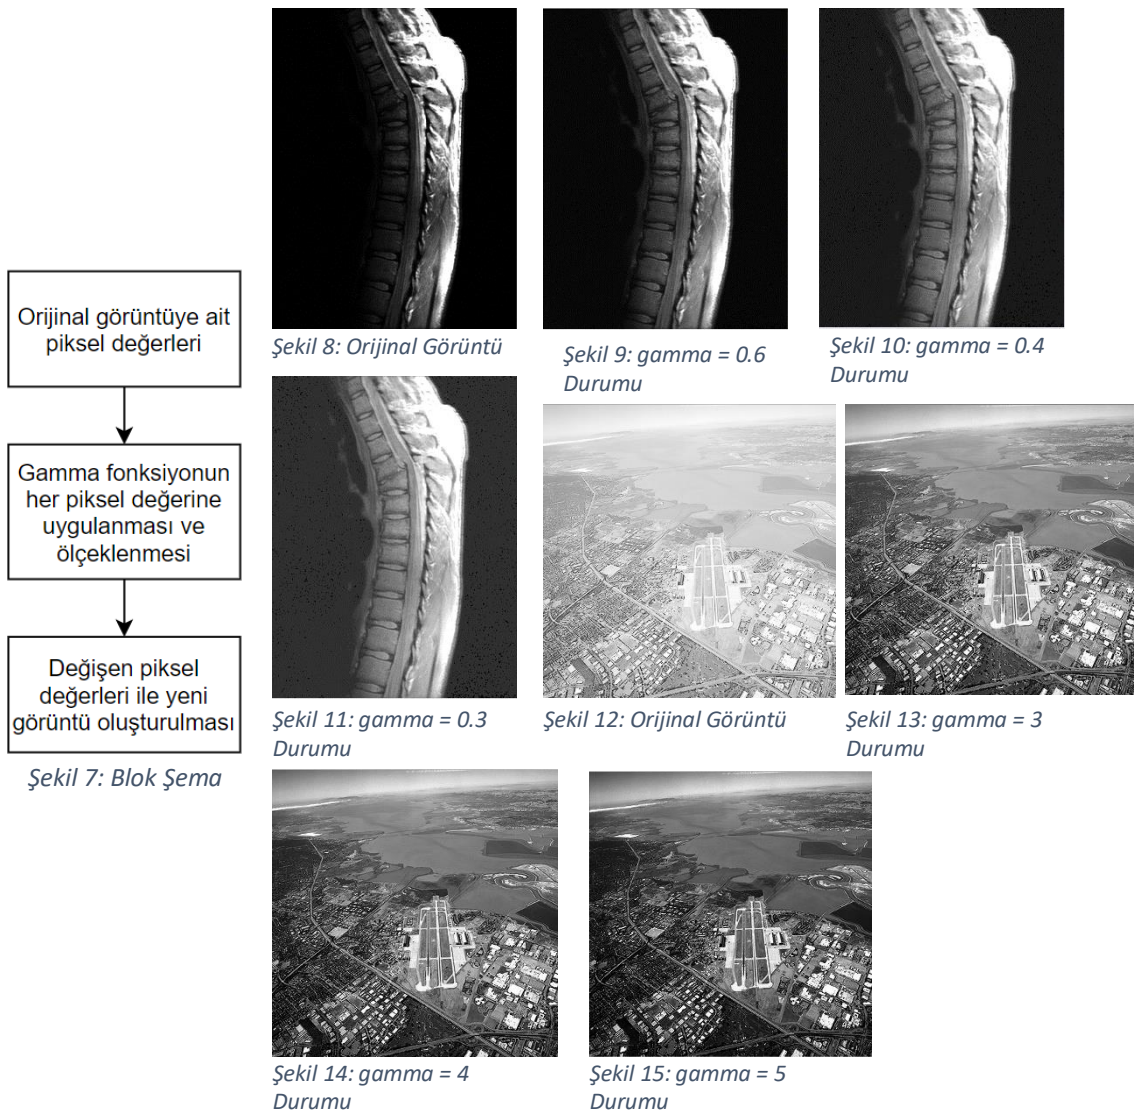 Orijinal görüntüye ait
piksel değerleri
Gamma fonksiyonun
her piksel değerine
uygulanması ve
ölçeklenmesi
Değişen piksel
değerleri ile yeni
görüntü oluşturulması
Şekil 7: Blok Şema
Şekil 8: Orijinal Görüntü
Şekil 9: gamma = 0.6
Durumu
Şekil 10: gamma = 0.4
Durumu
Şekil 11: gamma = 0.3
Durumu
Şekil 12: Orijinal Görüntü
Şekil 13: gamma = 3
Durumu
Şekil 14: gamma = 4
Durumu
Şekil 15: gamma = 5
Durumu